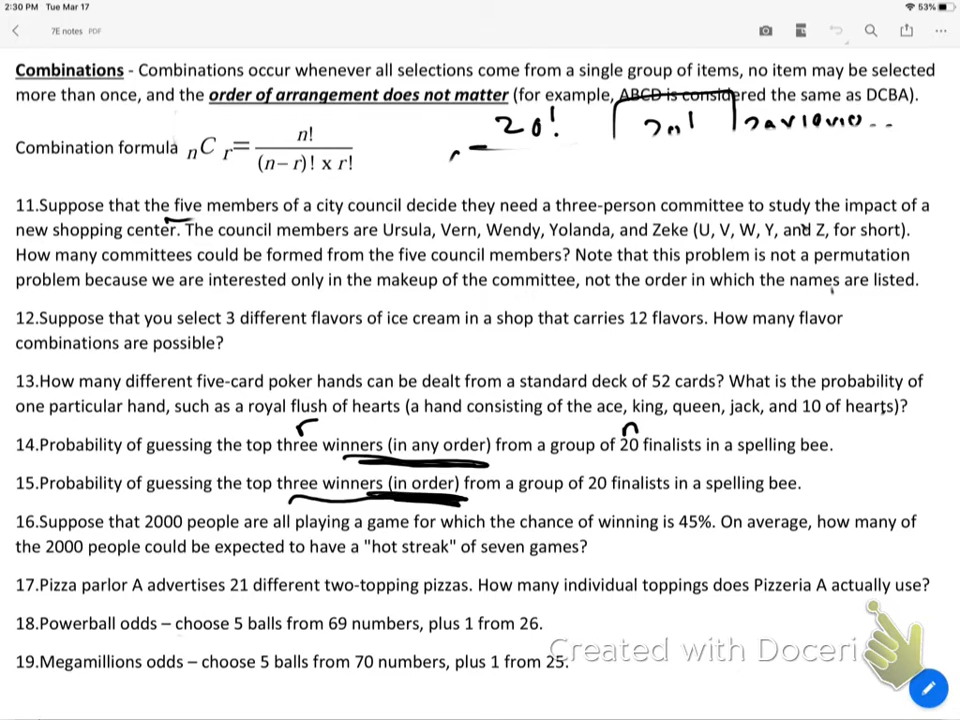 2:30 PM Tue Mar 17
53%
7E notes PDF
Combinations - Combinations occur whenever all selections come from a single group of items, no item may be selected
more than once, and the order of arrangement does not matter (for example, ABCD is considered the same as DCBA).
20!
Combination formula nCr = n! / (n-r)! x r!
11.Suppose that the five members of a city council decide they need a three-person committee to study the impact of a
new shopping center. The council members are Ursula, Vern, Wendy, Yolanda, and Zeke (U, V, W, Y, and Z, for short).
How many committees could be formed from the five council members? Note that this problem is not a permutation
problem because we are interested only in the makeup of the committee, not the order in which the names are listed.
12.Suppose that you select 3 different flavors of ice cream in a shop that carries 12 flavors. How many flavor
combinations are possible?
13.How many different five-card poker hands can be dealt from a standard deck of 52 cards? What is the probability of
one particular hand, such as a royal flush of hearts (a hand consisting of the ace, king, queen, jack, and 10 of hearts)?
r n
14.Probability of guessing the top three winners (in any order) from a group of 20 finalists in a spelling bee.
15.Probability of guessing the top three winners (in order) from a group of 20 finalists in a spelling bee.
16.Suppose that 2000 people are all playing a game for which the chance of winning is 45%. On average, how many of
the 2000 people could be expected to have a "hot streak" of seven games?
17.Pizza parlor A advertises 21 different two-topping pizzas. How many individual toppings does Pizzeria A actually use?
18.Powerball odds – choose 5 balls from 69 numbers, plus 1 from 26.
19.Megamillions odds – choose 5 balls from 70 numbers, plus 1 from 25.
Created with Doceri